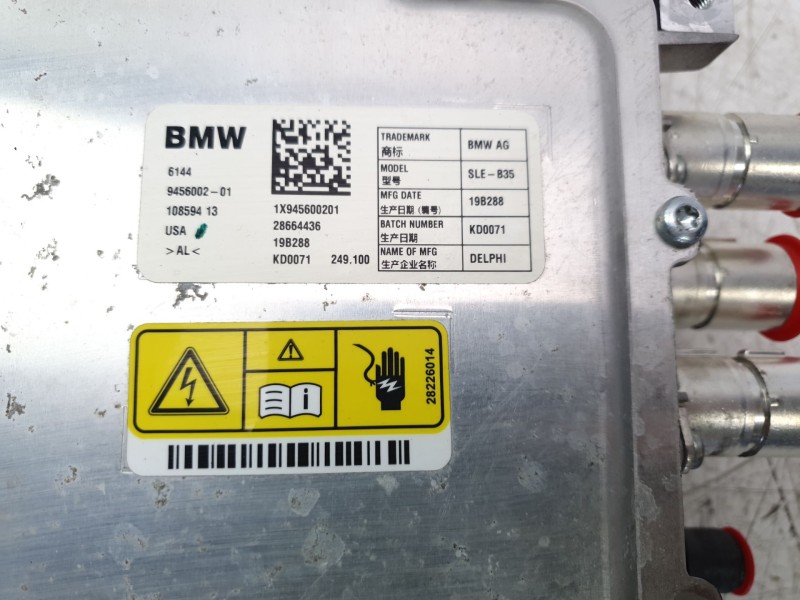 BMW
6144
9456002-01
108594 13
USA
>AL<
1X945600201
28664436
19B288
KD0071 249.100
TRADEMARK
商标
BMW AG
MODEL
型号
SLE-B35
MFG DATE
生产日期 (编号)
19B288
BATCH NUMBER
生产日期
KD0071
NAME OF MFG
生产企业名称
DELPHI
i
28226014